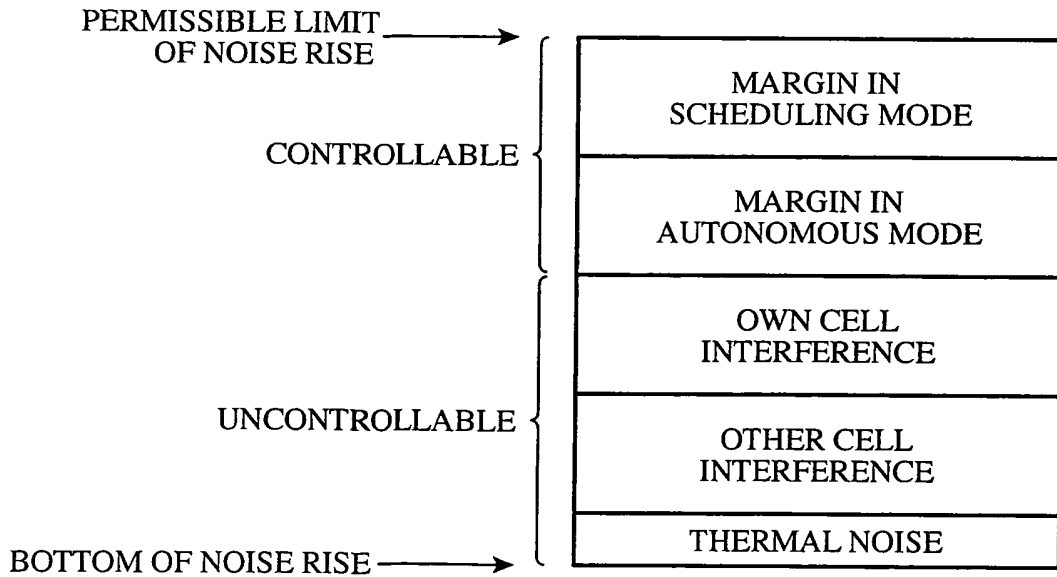 PERMISSIBLE LIMIT
OF NOISE RISE
MARGIN IN
SCHEDULING MODE
CONTROLLABLE
MARGIN IN
AUTONOMOUS MODE
OWN CELL
INTERFERENCE
UNCONTROLLABLE
OTHER CELL
INTERFERENCE
THERMAL NOISE
BOTTOM OF NOISE RISE